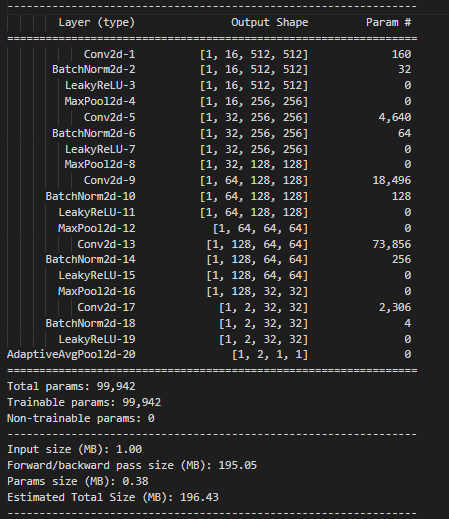 ----------------------------------------------------------------
        Layer (type)               Output Shape         Param #
================================================================
            Conv2d-1          [1, 16, 512, 512]             160
       BatchNorm2d-2          [1, 16, 512, 512]              32
         LeakyReLU-3          [1, 16, 512, 512]               0
         MaxPool2d-4          [1, 16, 256, 256]               0
            Conv2d-5          [1, 32, 256, 256]           4,640
       BatchNorm2d-6          [1, 32, 256, 256]              64
         LeakyReLU-7          [1, 32, 256, 256]               0
         MaxPool2d-8          [1, 32, 128, 128]               0
            Conv2d-9          [1, 64, 128, 128]          18,496
      BatchNorm2d-10          [1, 64, 128, 128]             128
        LeakyReLU-11          [1, 64, 128, 128]               0
        MaxPool2d-12            [1, 64, 64, 64]               0
           Conv2d-13           [1, 128, 64, 64]          73,856
      BatchNorm2d-14           [1, 128, 64, 64]             256
        LeakyReLU-15           [1, 128, 64, 64]               0
        MaxPool2d-16           [1, 128, 32, 32]               0
           Conv2d-17             [1, 2, 32, 32]           2,306
      BatchNorm2d-18             [1, 2, 32, 32]               4
        LeakyReLU-19             [1, 2, 32, 32]               0
AdaptiveAvgPool2d-20               [1, 2, 1, 1]               0
================================================================
Total params: 99,942
Trainable params: 99,942
Non-trainable params: 0
----------------------------------------------------------------
Input size (MB): 1.00
Forward/backward pass size (MB): 195.05
Params size (MB): 0.38
Estimated Total Size (MB): 196.43
----------------------------------------------------------------